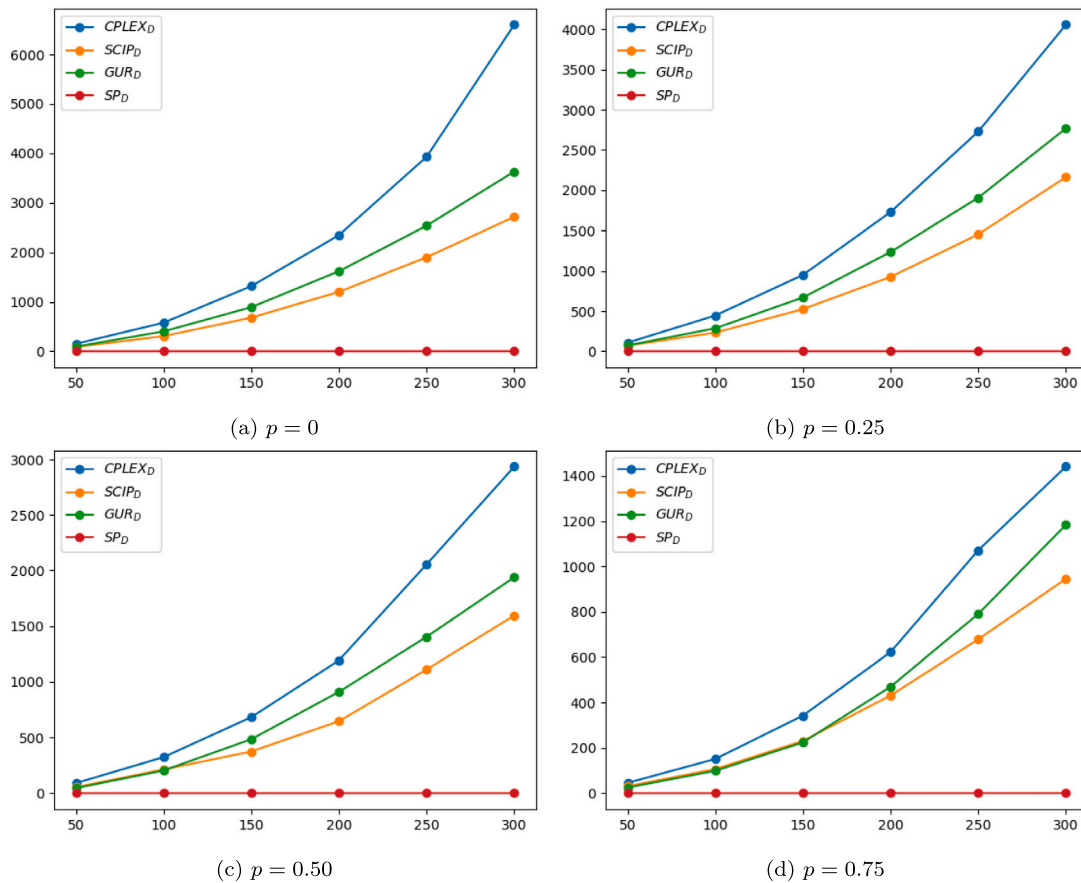 CPLEX_D
SCIP_D
GUR_D
SP_D
6000
5000
4000
3000
2000
1000
0
50 100 150 200 250 300
(a) p = 0
CPLEX_D
SCIP_D
GUR_D
SP_D
4000
3500
3000
2500
2000
1500
1000
500
0
50 100 150 200 250 300
(b) p = 0.25
CPLEX_D
SCIP_D
GUR_D
SP_D
3000
2500
2000
1500
1000
500
0
50 100 150 200 250 300
(c) p = 0.50
CPLEX_D
SCIP_D
GUR_D
SP_D
1400
1200
1000
800
600
400
200
0
50 100 150 200 250 300
(d) p = 0.75